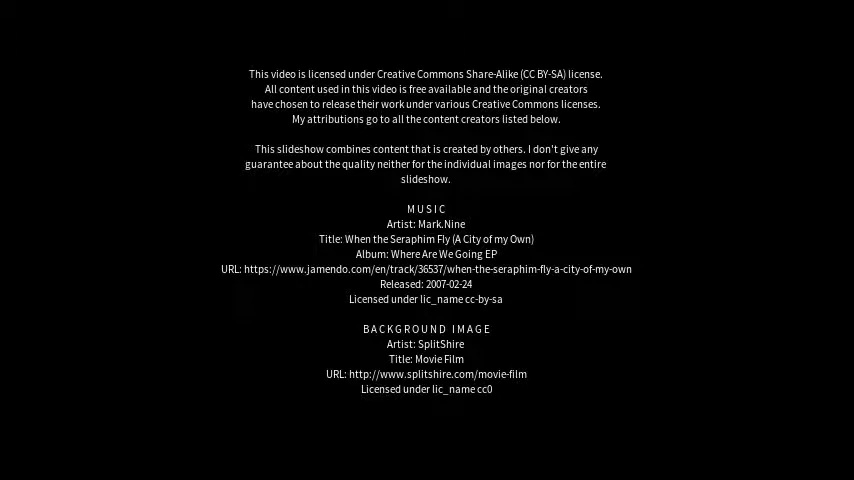 This video is licensed under Creative Commons Share-Alike (CC BY-SA) license.
All content used in this video is free available and the original creators
have chosen to release their work under various Creative Commons licenses.
My attributions go to all the content creators listed below.
This slideshow combines content that is created by others. I don't give any
guarantee about the quality neither for the individual images nor for the entire
slideshow.
MUSIC
Artist: Mark.Nine
Title: When the Seraphim Fly (A City of my Own)
Album: Where Are We Going EP
URL: https://www.jamendo.com/en/track/36537/when-the-seraphim-fly-a-city-of-my-own
Released: 2007-02-24
Licensed under lic_name cc-by-sa
BACKGROUND IMAGE
Artist: SplitShire
Title: Movie Film
URL: http://www.splitshire.com/movie-film
Licensed under lic_name cc0